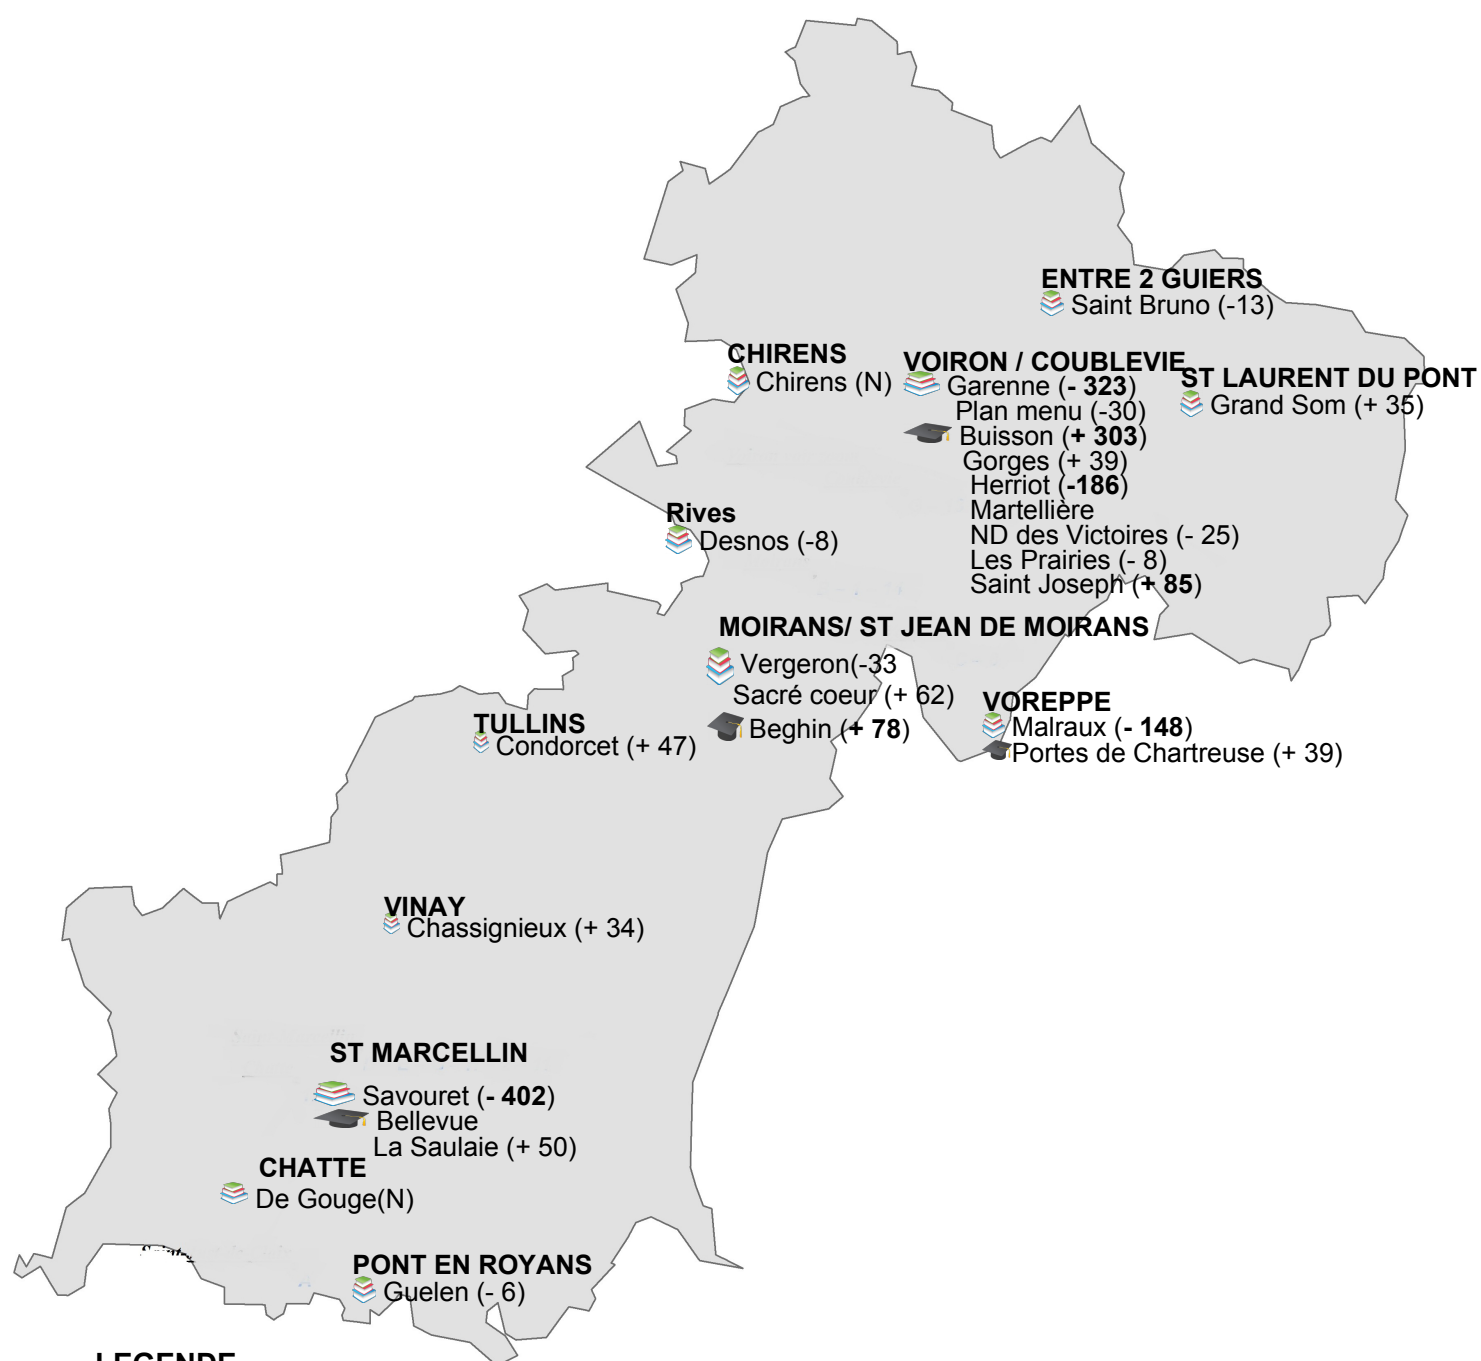 ENTRE 2 GUIERS
Saint Bruno (-13)
CHIRENS
Chirens (N)
VOIRON / COUBLEVIE
Garenne (- 323)
Plan menu (-30)
Buisson (+ 303)
Gorges (+ 39)
Herriot (-186)
Martellière
ND des Victoires (- 25)
Les Prairies (- 8)
Saint Joseph (+ 85)
ST LAURENT DU PONT
Grand Som (+ 35)
Rives
Desnos (-8)
MOIRANS/ ST JEAN DE MOIRANS
Vergeron(-33
Sacré coeur (+ 62)
Beghin (+ 78)
VOREPPE
Malraux (- 148)
Portes de Chartreuse (+ 39)
TULLINS
Condorcet (+ 47)
VINAY
Chassignieux (+ 34)
ST MARCELLIN
Savouret (- 402)
Bellevue
La Saulaie (+ 50)
CHATTE
De Gouge(N)
PONT EN ROYANS
Guelen (- 6)
LEGENDE